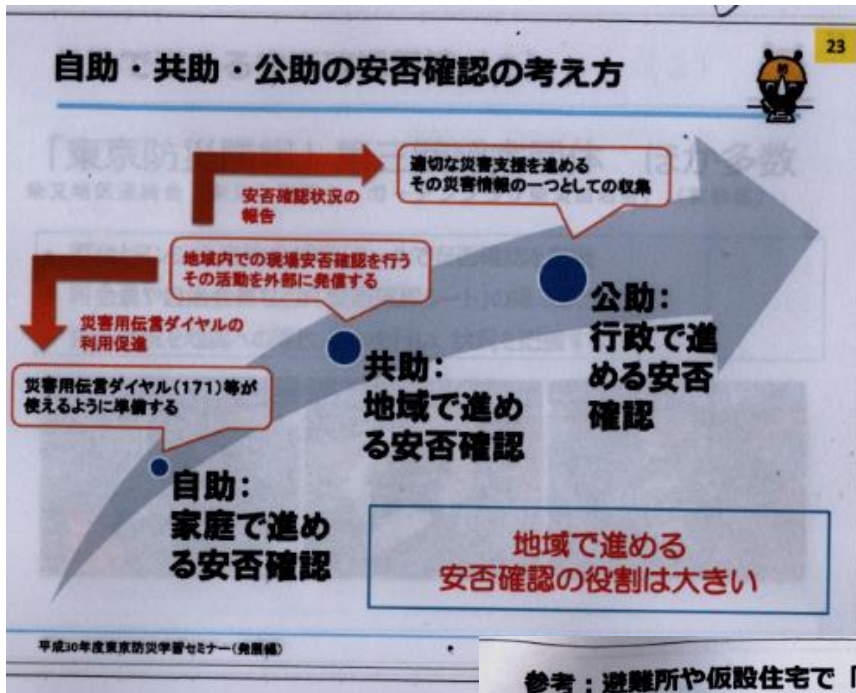 23
自助・共助・公助の安否確認の考え方
適切な災害支援を進める
その災害情報の一つとしての収集
安否確認状況の
報告
地域内での現場安否確認を行う
その活動を外部に発信する
災害用伝言ダイヤルの
利用促進
災害用伝言ダイヤル(171)等が
使えるように準備する
公助:
行政で進
める安否
確認
共助:
地域で進め
る安否確認
自助:
家庭で進め
る安否確認
地域で進める
安否確認の役割は大きい
平成30年度東京防災学習セミナー(発展編)
参考:避難所や仮設住宅で「